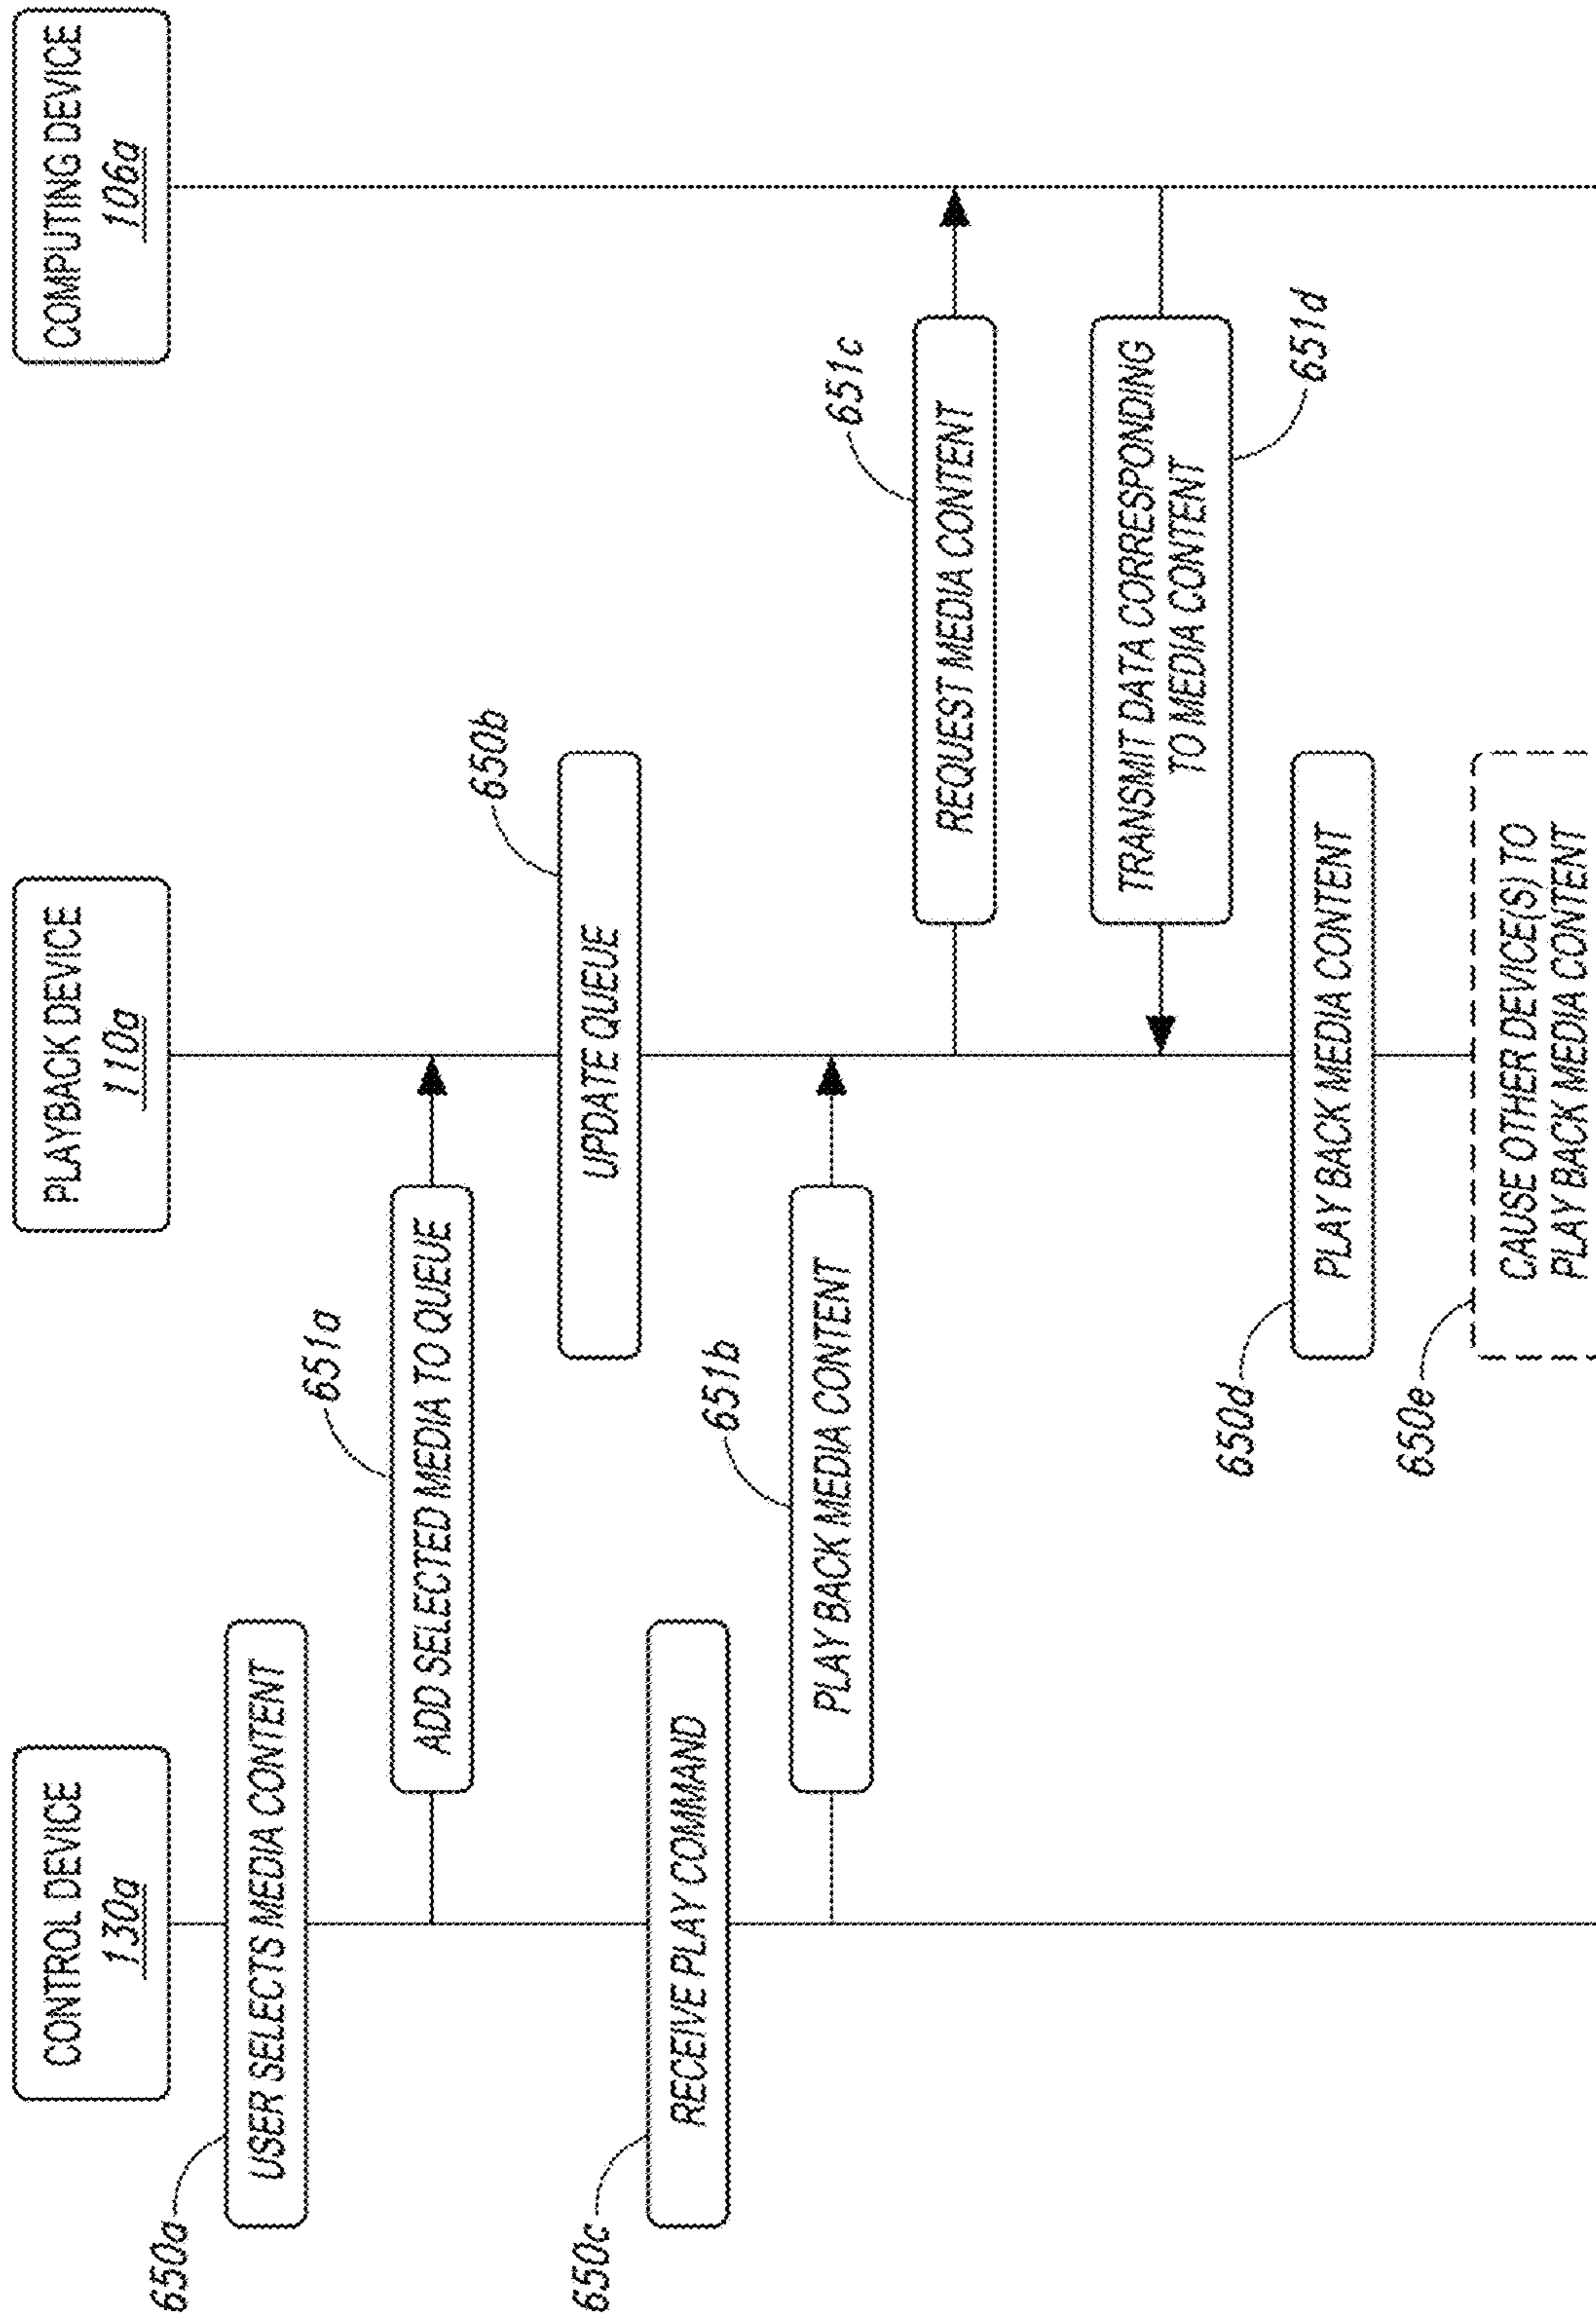 CONTROL DEVICE
130a
PLAYBACK DEVICE
110a
COMPUTING DEVICE
106a
650a
USER SELECTS MEDIA CONTENT
651a
ADD SELECTED MEDIA TO QUEUE
650b
UPDATE QUEUE
650c
RECEIVE PLAY COMMAND
651b
PLAY BACK MEDIA CONTENT
651c
REQUEST MEDIA CONTENT
651d
TRANSMIT DATA CORRESPONDING
TO MEDIA CONTENT
650d
PLAY BACK MEDIA CONTENT
650e
CAUSE OTHER DEVICE(S) TO
PLAY BACK MEDIA CONTENT